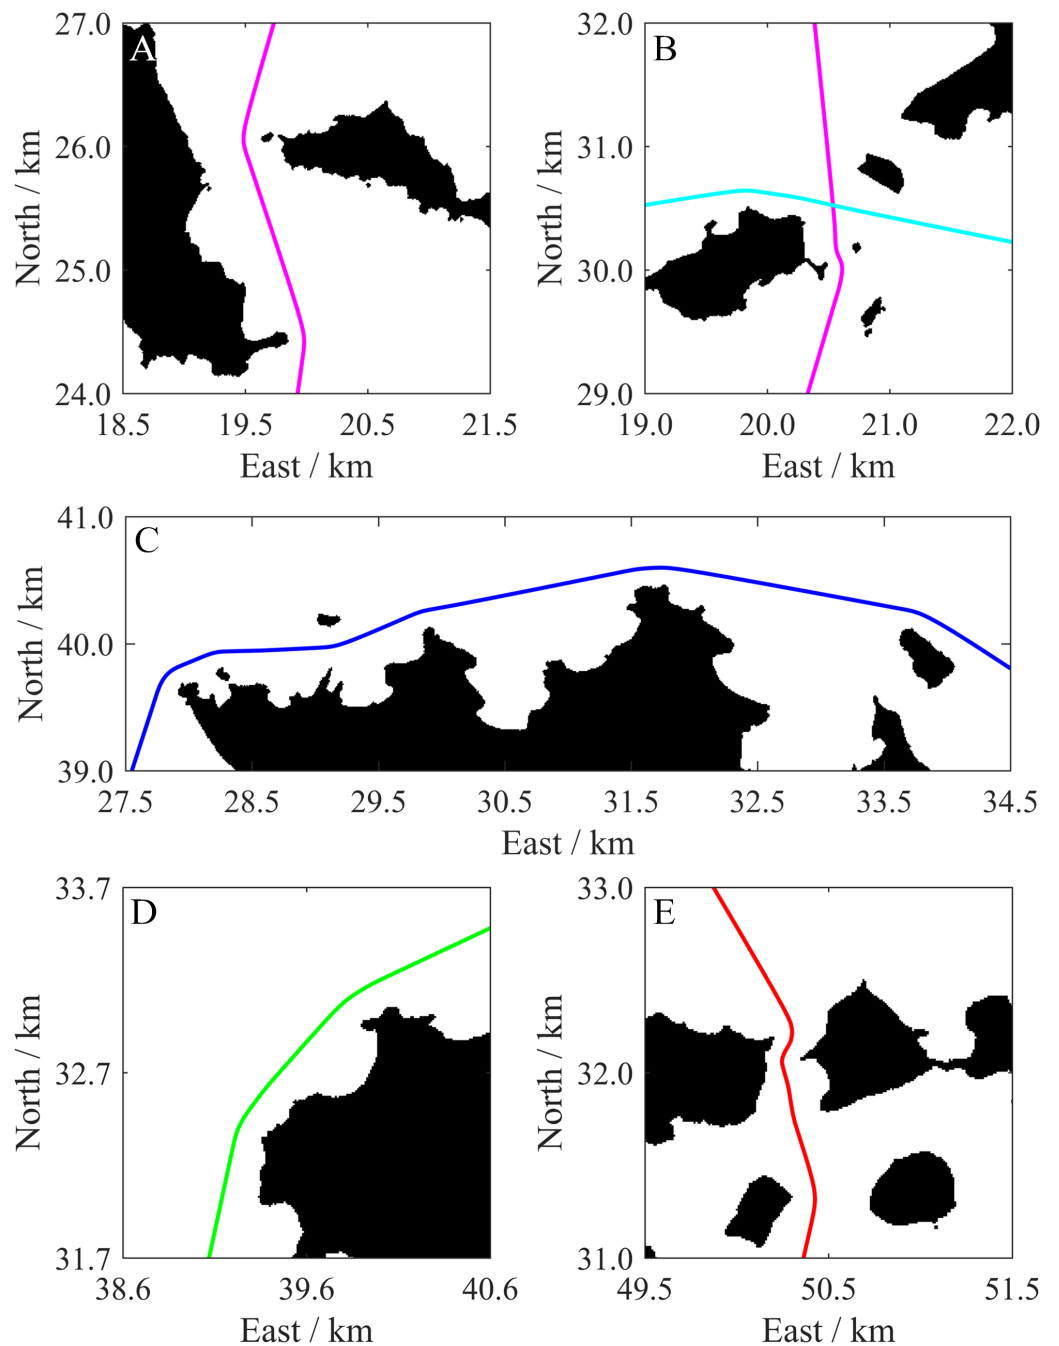 27.0
A
26.0
25.0
24.0
North / km
18.5 19.5 20.5 21.5
East / km
32.0
B
31.0
30.0
29.0
North / km
19.0 20.0 21.0 22.0
East / km
41.0
C
40.0
39.0
North / km
27.5 28.5 29.5 30.5 31.5 32.5 33.5 34.5
East / km
33.7
D
32.7
31.7
North / km
38.6 39.6 40.6
East / km
33.0
E
32.0
31.0
North / km
49.5 50.5 51.5
East / km